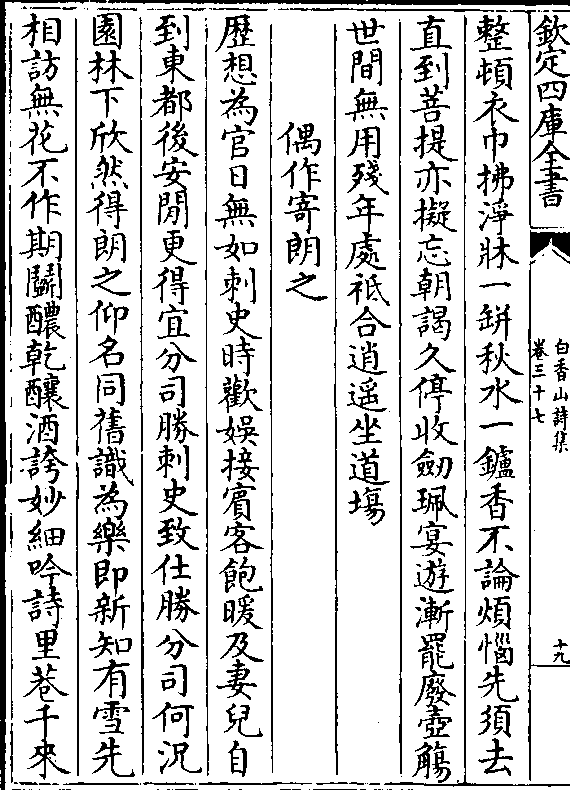 欽定四庫全書
白香山詩集
卷三十七
十九
整頓衣巾拂淨牀一缾秋水一鑪香不論煩惱先須去
直到菩提亦擬忘朝謁久停收劒珮宴遊漸罷廢壺觴
世間無用殘年處祗合逍遥坐道塲
偶作寄朗之
歴想為官日無如刺史時歡娛接賓客飽暖及妻兒自
到東都後安閒更得宜分司勝刺史致仕勝分司何況
園林下欣然得朗之仰名同舊識為樂即新知有雪先
相訪無花不作期鬭醲乾釀酒誇妙細吟詩里巷千來